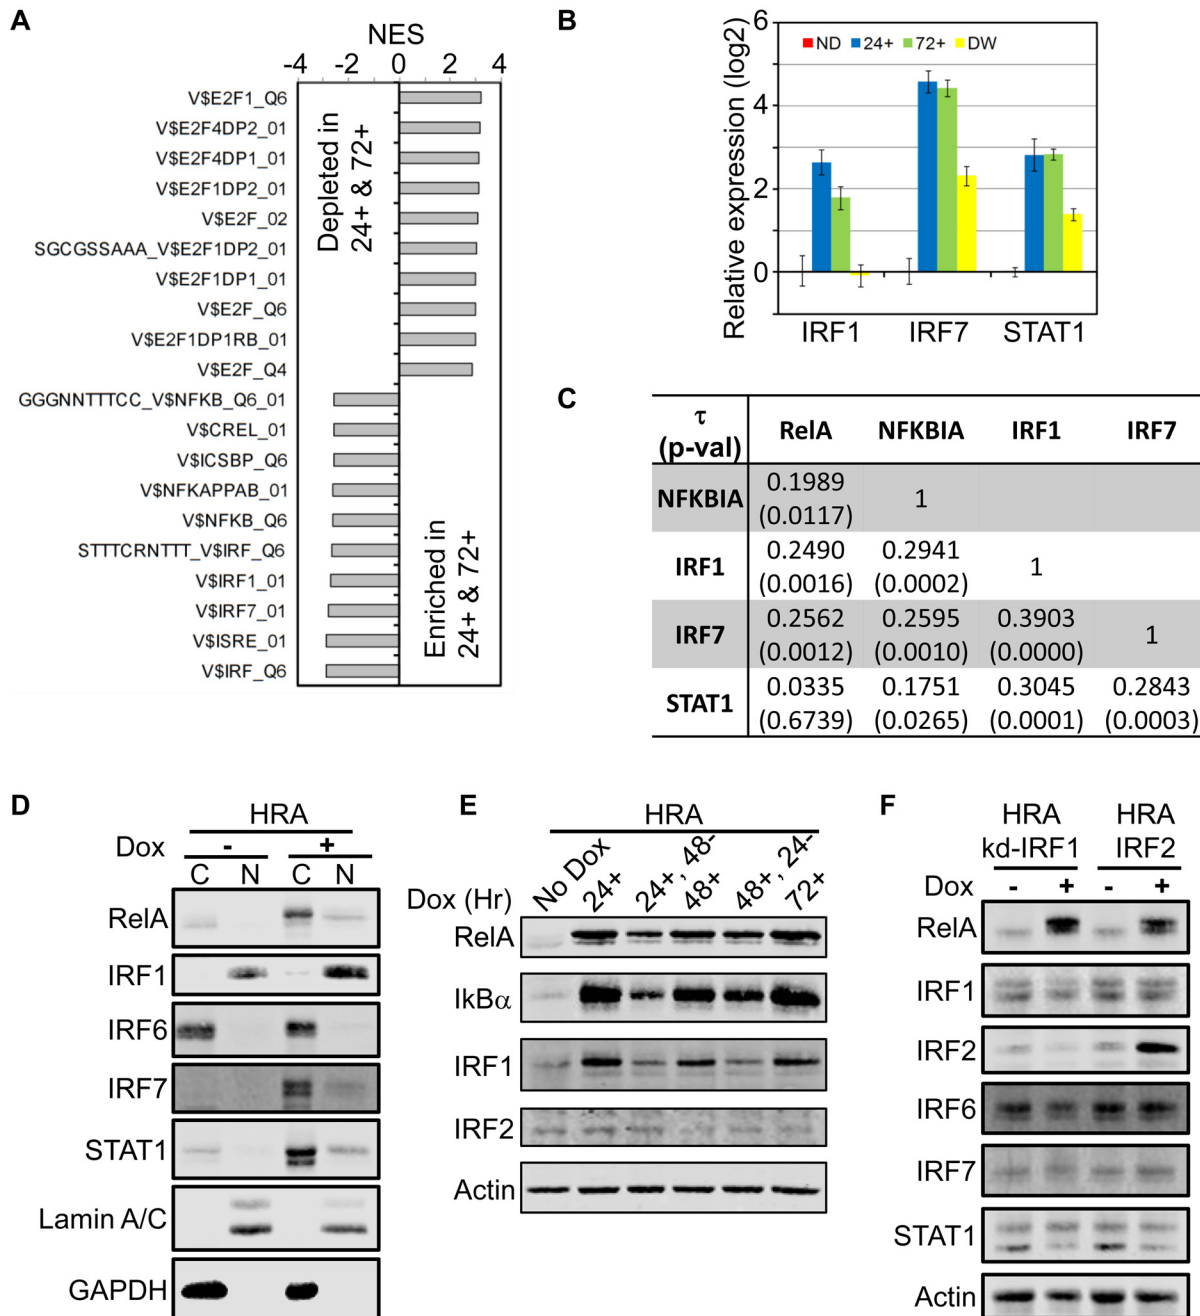 A
NES
-4 -2 0 2 4
V$E2F1_Q6
V$E2F4DP2_01
V$E2F4DP1_01
V$E2F1DP2_01
V$E2F_02
SGCGSSAAA_V$E2F1DP2_01
V$E2F1DP1_01
V$E2F_Q6
V$E2F1DP1RB_01
V$E2F_Q4
GGGNNTTTCC_V$NFKB_Q6_01
V$CREL_01
V$ICSBP_Q6
V$NFKAPPAB_01
V$NFKB_Q6
STTTCRNTTT_V$IRF_Q6
V$IRF1_01
V$IRF7_01
V$ISRE_01
V$IRF_Q6
Depleted in
24+ & 72+
Enriched in
24+ & 72+
B
Relative expression (log2)
6
4
2
0
ND 24+ 72+ DW
IRF1 IRF7 STAT1
C
τ
(p-val)
RelA NFKBIA IRF1 IRF7
NFKBIA 0.1989 1
(0.0117)
IRF1 0.2490 0.2941 1
(0.0016) (0.0002)
IRF7 0.2562 0.2595 0.3903 1
(0.0012) (0.0010) (0.0000)
STAT1 0.0335 0.1751 0.3045 0.2843
(0.6739) (0.0265) (0.0001) (0.0003)
D
HRA
Dox - +
C N C N
RelA
IRF1
IRF6
IRF7
STAT1
Lamin A/C
GAPDH
E
HRA
Dox (Hr) No Dox 24+ 24+, 48- 48+ 48+, 24- 72+
RelA
IkBα
IRF1
IRF2
Actin
F
HRA HRA
kd-IRF1 IRF2
Dox - + - +
RelA
IRF1
IRF2
IRF6
IRF7
STAT1
Actin